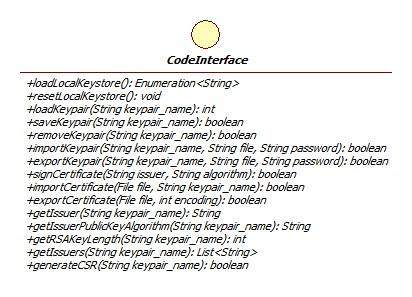 CodeInterface
+loadLocalKeystore(): Enumeration<String>
+resetLocalKeystore(): void
+loadKeypair(String keypair_name): int
+saveKeypair(String keypair_name): boolean
+removeKeypair(String keypair_name): boolean
+importKeypair(String keypair_name, String file, String password): boolean
+exportKeypair(String keypair_name, String file, String password): boolean
+signCertificate(String issuer, String algorithm): boolean
+importCertificate(File file, String keypair_name): boolean
+exportCertificate(File file, int encoding): boolean
+getIssuer(String keypair_name): String
+getIssuerPublicKeyAlgorithm(String keypair_name): String
+getRSAKeyLength(String keypair_name): int
+getIssuers(String keypair_name): List<String>
+generateCSR(String keypair_name): boolean